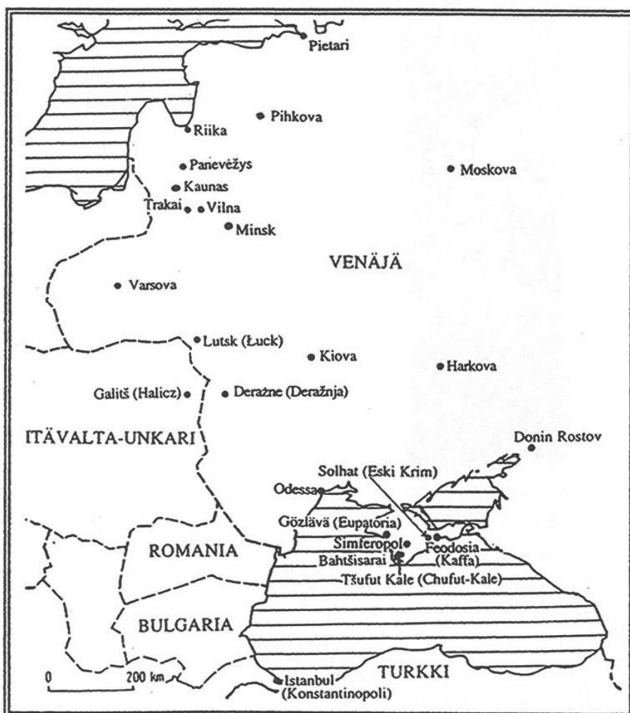 Pietari
Pihkova
Riika
Moskova
Panevėžys
Kaunas
Trakai
Vilna
Minsk
VENÄJÄ
Varsova
Lutsk (Łuck)
Kiova
Harkova
Galitš (Halicz)
Deražne (Deražnja)
ITÄVALTA-UNKARI
Donin Rostov
Solhat (Eski Krim)
Odessa
Gözlävä (Eupatoria)
Simferopol
Feodosia
(Kaffa)
Bahtšisarai
Tšufut Kale (Chufut-Kale)
ROMANIA
BULGARIA
TURKKI
0 200 km
Istanbul
(Konstantinopoli)